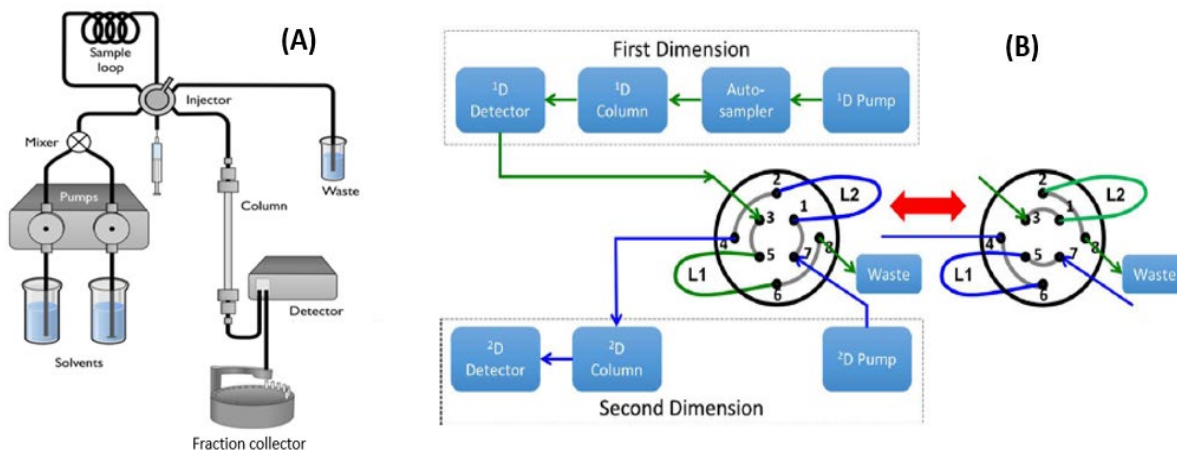 (A)
Sample
loop
Injector
Mixer
Pumps
Waste
Column
Detector
Solvents
Fraction collector
(B)
First Dimension
¹D
Detector
¹D
Column
Auto-
sampler
¹D Pump
2
1
L2
3
4
5
7
8
L1
6
Waste
2
1
L2
3
4
5
7
8
L1
6
Waste
²D
Detector
²D
Column
²D Pump
Second Dimension